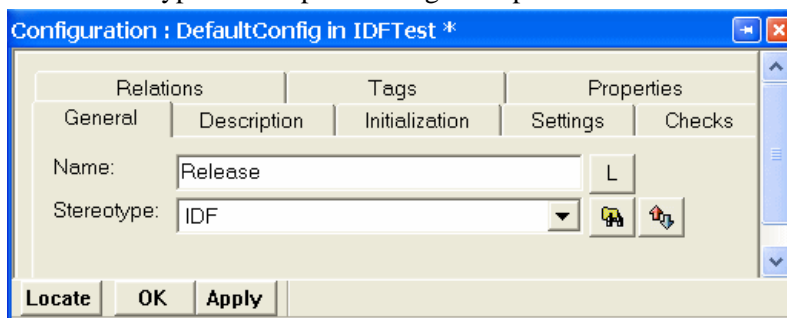 Configuration : DefaultConfig in IDFTest *
Relations Tags Properties
General Description Initialization Settings Checks
Name: Release L
Stereotype: IDF
Locate OK Apply